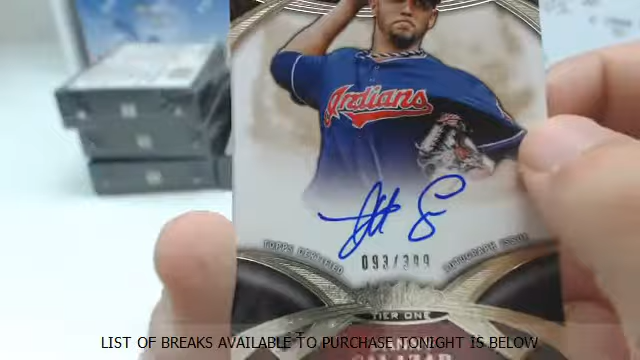 Indians
TOPPS CERTIFIED AUTOGRAPH ISSUE
093/399
TIER ONE
LIST OF BREAKS AVAILABLE TO PURCHASE TONIGHT IS BELOW